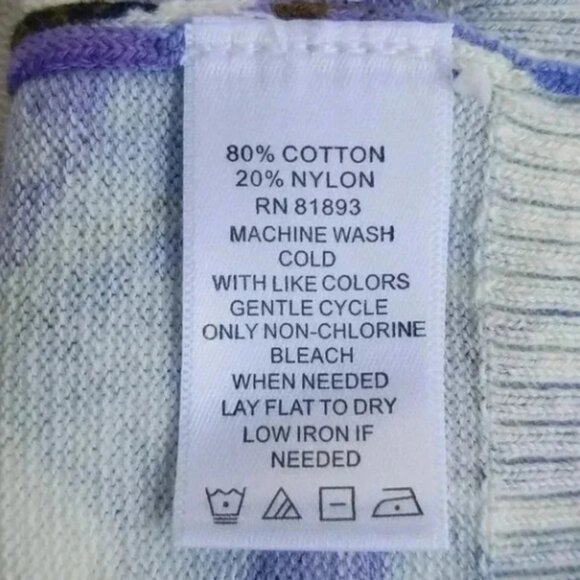 80% COTTON
20% NYLON
RN 81893
MACHINE WASH
COLD
WITH LIKE COLORS
GENTLE CYCLE
ONLY NON-CHLORINE
BLEACH
WHEN NEEDED
LAY FLAT TO DRY
LOW IRON IF
NEEDED